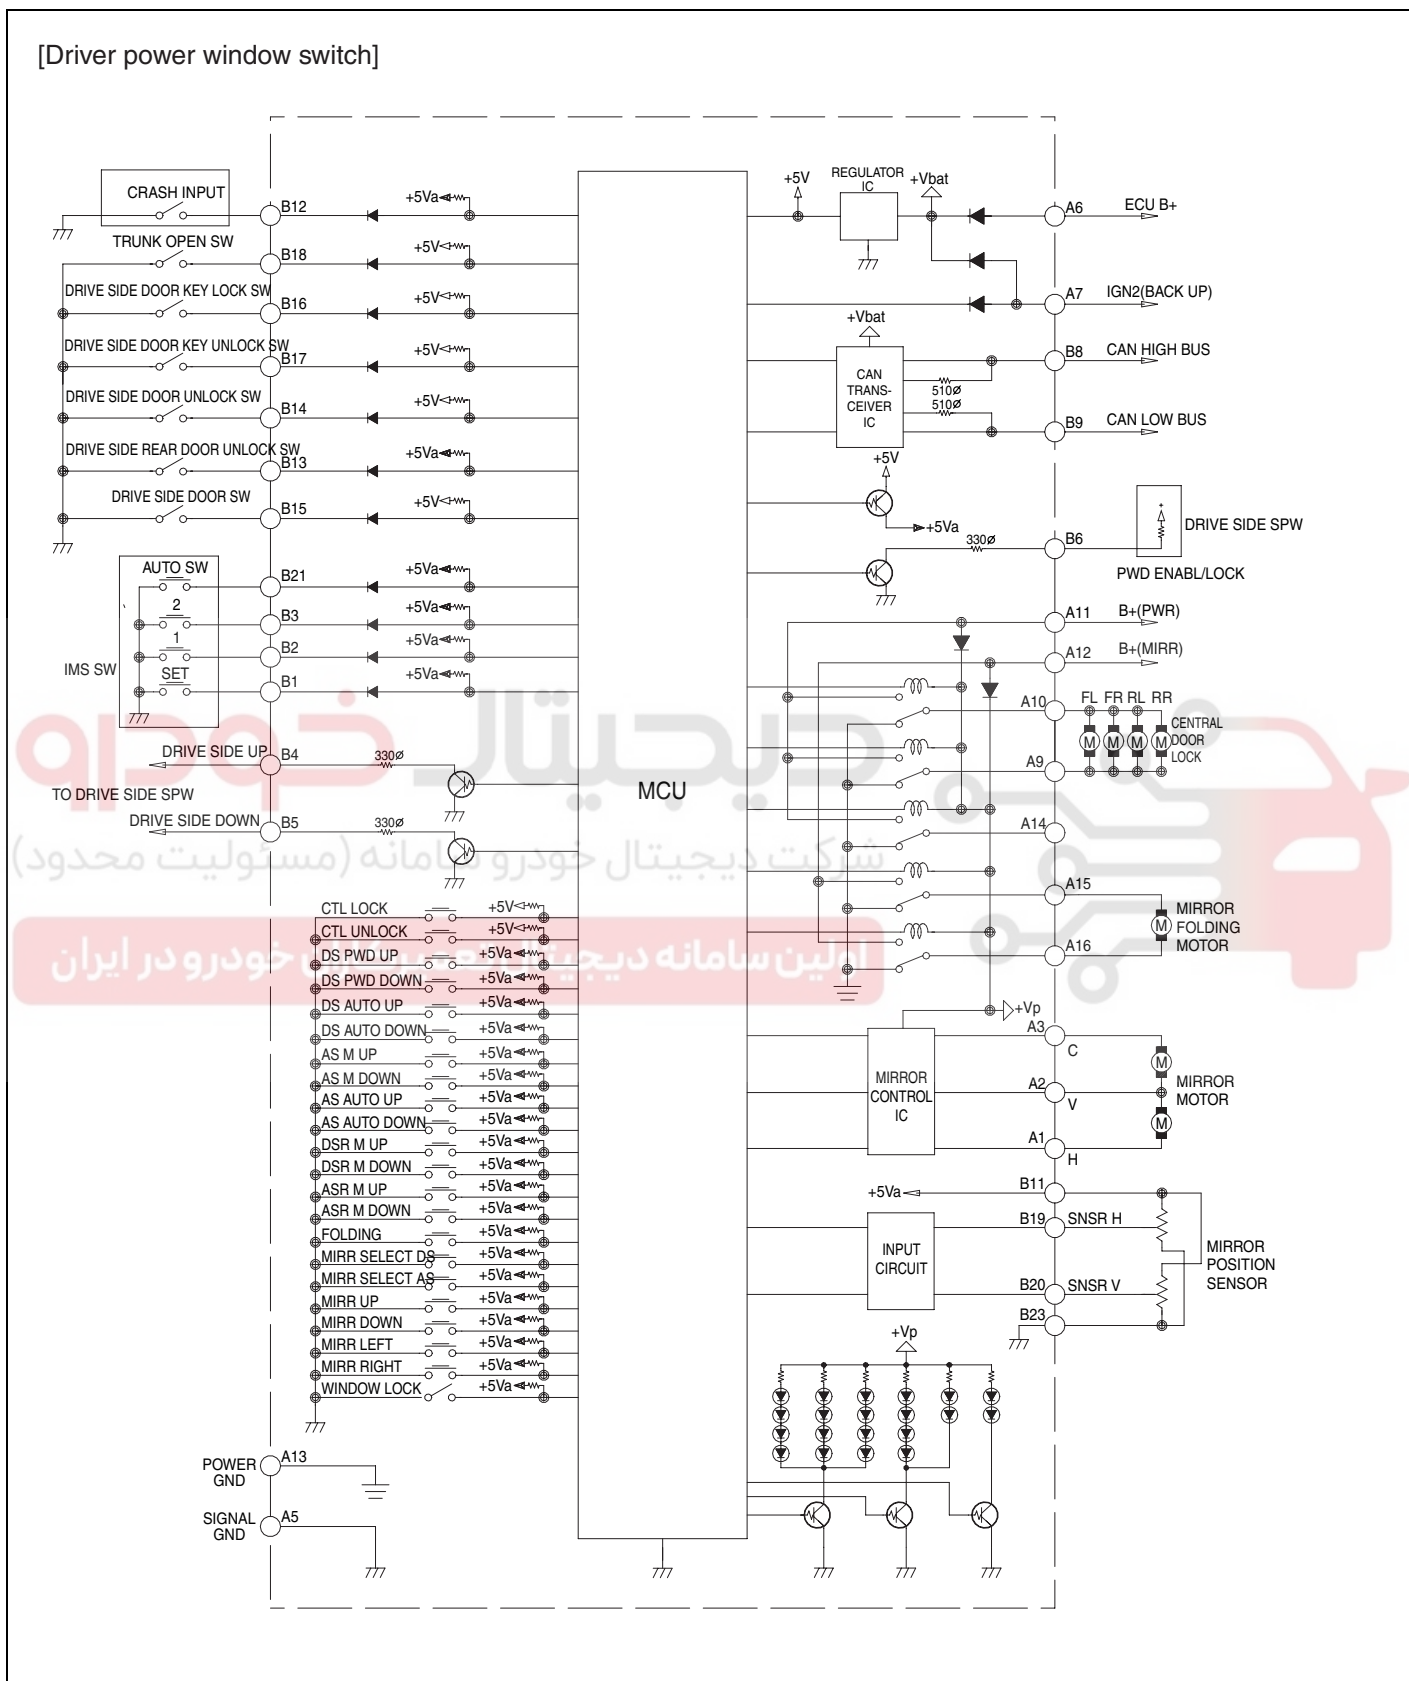 [Driver power window switch]
CRASH INPUT
B12
+5Va
TRUNK OPEN SW
B18
+5V
DRIVE SIDE DOOR KEY LOCK SW
B16
+5V
DRIVE SIDE DOOR KEY UNLOCK SW
B17
+5V
DRIVE SIDE DOOR UNLOCK SW
B14
+5V
DRIVE SIDE REAR DOOR UNLOCK SW
B13
+5Va
DRIVE SIDE DOOR SW
B15
+5V
AUTO SW
B21
+5Va
2
B3
+5Va
1
B2
+5Va
IMS SW
SET
B1
+5Va
DRIVE SIDE UP
B4
330Ø
TO DRIVE SIDE SPW
DRIVE SIDE DOWN
B5
330Ø
MCU
CTL LOCK
+5V
CTL UNLOCK
+5V
DS PWD UP
+5Va
DS PWD DOWN
+5Va
DS AUTO UP
+5Va
DS AUTO DOWN
+5Va
AS M UP
+5Va
AS M DOWN
+5Va
AS AUTO UP
+5Va
AS AUTO DOWN
+5Va
DSR M UP
+5Va
DSR M DOWN
+5Va
ASR M UP
+5Va
ASR M DOWN
+5Va
FOLDING
+5Va
MIRR SELECT DS
+5Va
MIRR SELECT AS
+5Va
MIRR UP
+5Va
MIRR DOWN
+5Va
MIRR LEFT
+5Va
MIRR RIGHT
+5Va
WINDOW LOCK
+5Va
POWER
GND
A13
SIGNAL
GND
A5
+5V
REGULATOR
IC
+Vbat
A6
ECU B+
A7
IGN2(BACK UP)
+Vbat
CAN
TRANS-
CEIVER
IC
510Ø
510Ø
B8
CAN HIGH BUS
B9
CAN LOW BUS
+5V
+5Va
330Ø
B6
+
DRIVE SIDE SPW
PWD ENABL/LOCK
A11
B+(PWR)
A12
B+(MIRR)
A10
FL FR RL RR
M M M M
CENTRAL
DOOR
LOCK
A9
A14
A15
M
MIRROR
FOLDING
MOTOR
A16
+Vp
MIRROR
CONTROL
IC
A3
C
M
A2
V
MIRROR
MOTOR
M
A1
H
+5Va
B11
INPUT
CIRCUIT
B19
SNSR H
B20
SNSR V
MIRROR
POSITION
SENSOR
B23
+Vp
دیجیتال خودرو
شرکت دیجیتال خودرو سامانه (مسئولیت محدود)
اولین سامانه دیجیتال تعمیرکاران خودرو در ایران